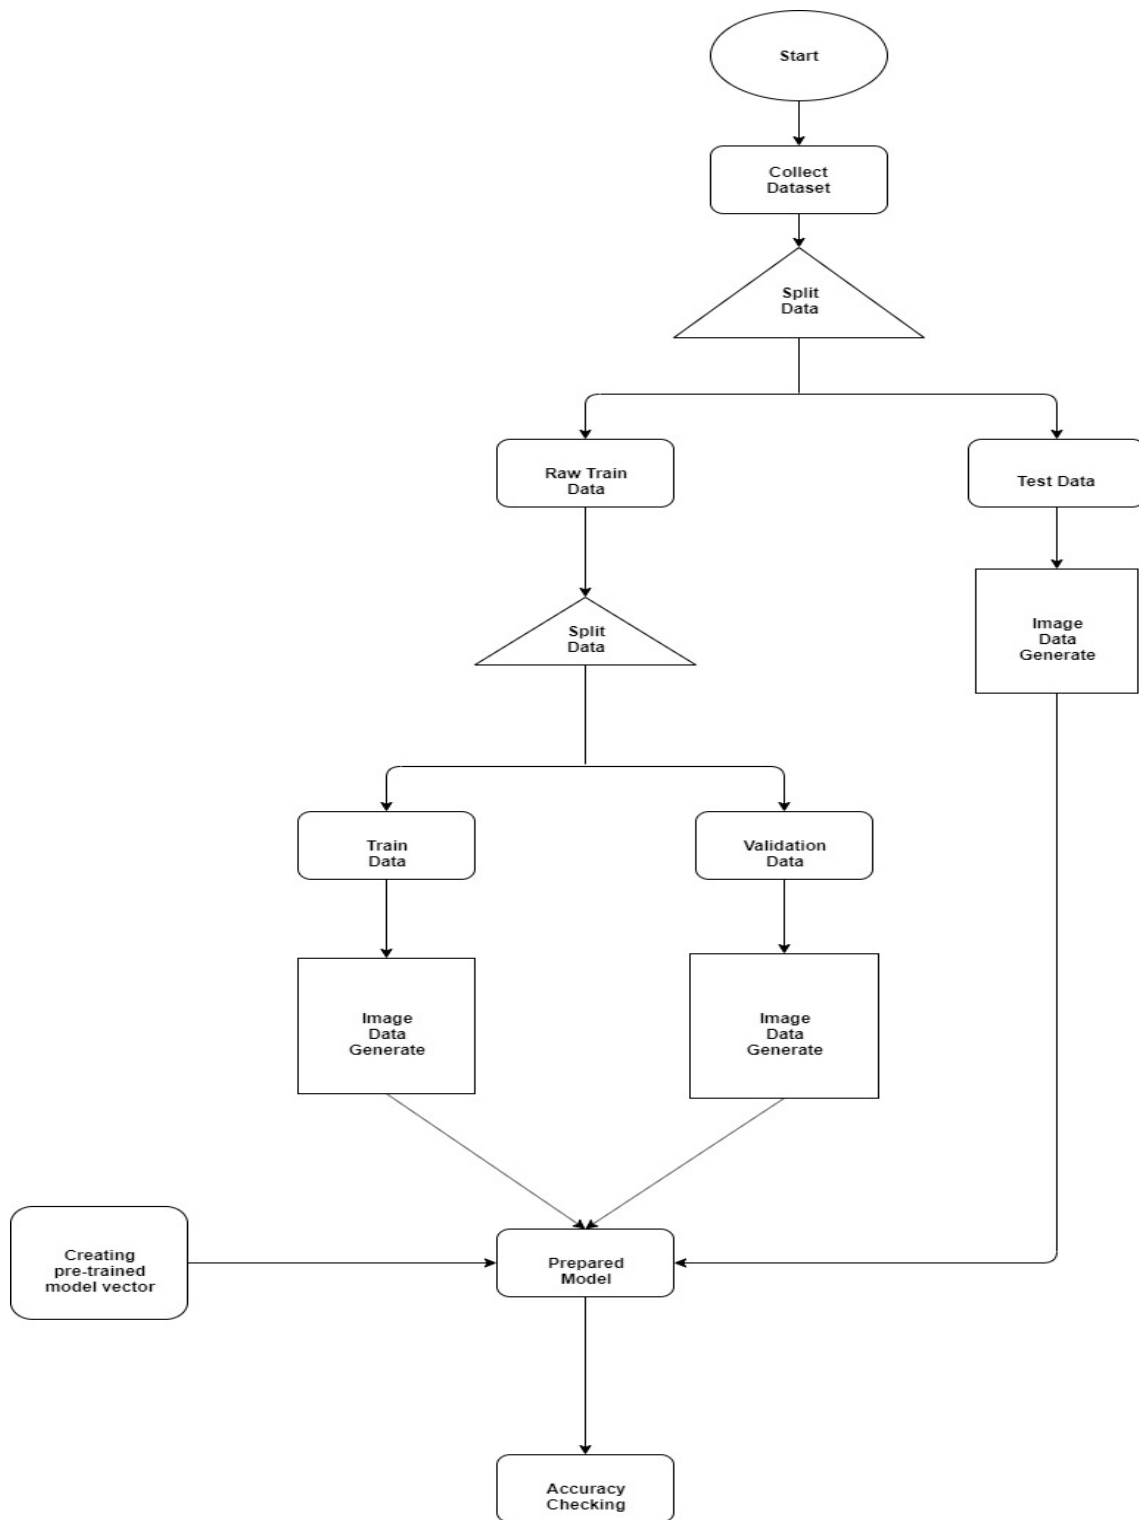 Start
Collect
Dataset
Split
Data
Raw Train
Data
Test Data
Split
Data
Image
Data
Generate
Train
Data
Validation
Data
Image
Data
Generate
Image
Data
Generate
Creating
pre-trained
model vector
Prepared
Model
Accuracy
Checking